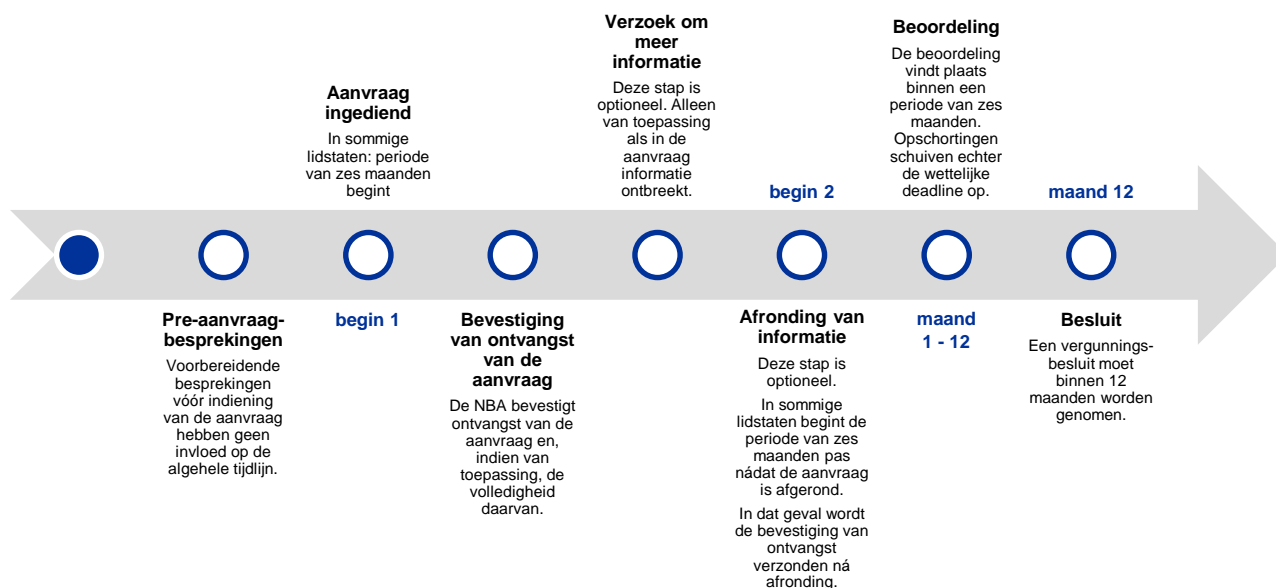 Pre-aanvraag-
besprekingen
Voorbereidende
besprekingen
vóór indiening
van de aanvraag
hebben geen
invloed op de
algehele tijdlijn.
Aanvraag
ingediend
In sommige
lidstaten: periode
van zes maanden
begint
begin 1
Bevestiging
van ontvangst
van de
aanvraag
De NBA bevestigt
ontvangst van de
aanvraag en,
indien van
toepassing, de
volledigheid
daarvan.
Verzoek om
meer
informatie
Deze stap is
optioneel. Alleen
van toepassing
als in de
aanvraag
informatie
ontbreekt.
begin 2
Afronding van
informatie
Deze stap is
optioneel.
In sommige
lidstaten begint de
periode van zes
maanden pas
nádat de aanvraag
is afgerond.
In dat geval wordt
de bevestiging van
ontvangst
verzonden ná
afronding.
Beoordeling
De beoordeling
vindt plaats
binnen een
periode van zes
maanden.
Opschortingen
schuiven echter
de wettelijke
deadline op.
maand
1 - 12
maand 12
Besluit
Een vergunnings-
besluit moet
binnen 12
maanden worden
genomen.